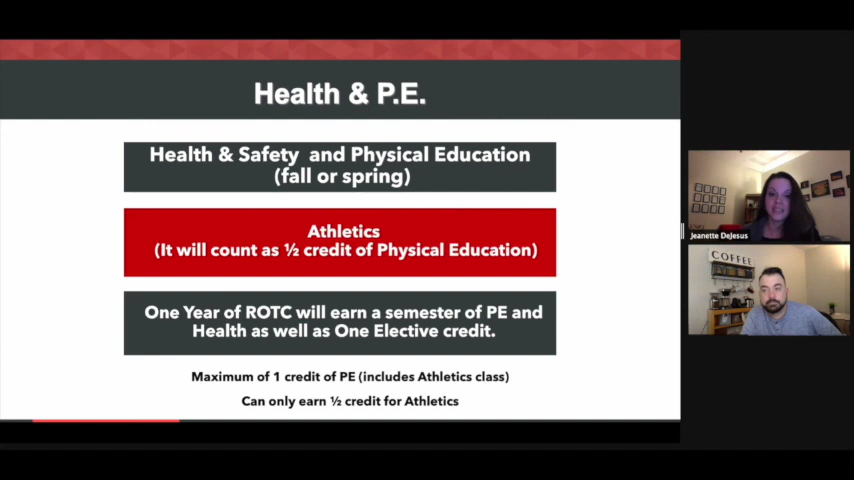 Health & P.E.
Health & Safety and Physical Education
(fall or spring)
Athletics
(It will count as ½ credit of Physical Education)
One Year of ROTC will earn a semester of PE and
Health as well as One Elective credit.
Maximum of 1 credit of PE (includes Athletics class)
Can only earn ½ credit for Athletics
Jeanette DeJesus
COFFEE